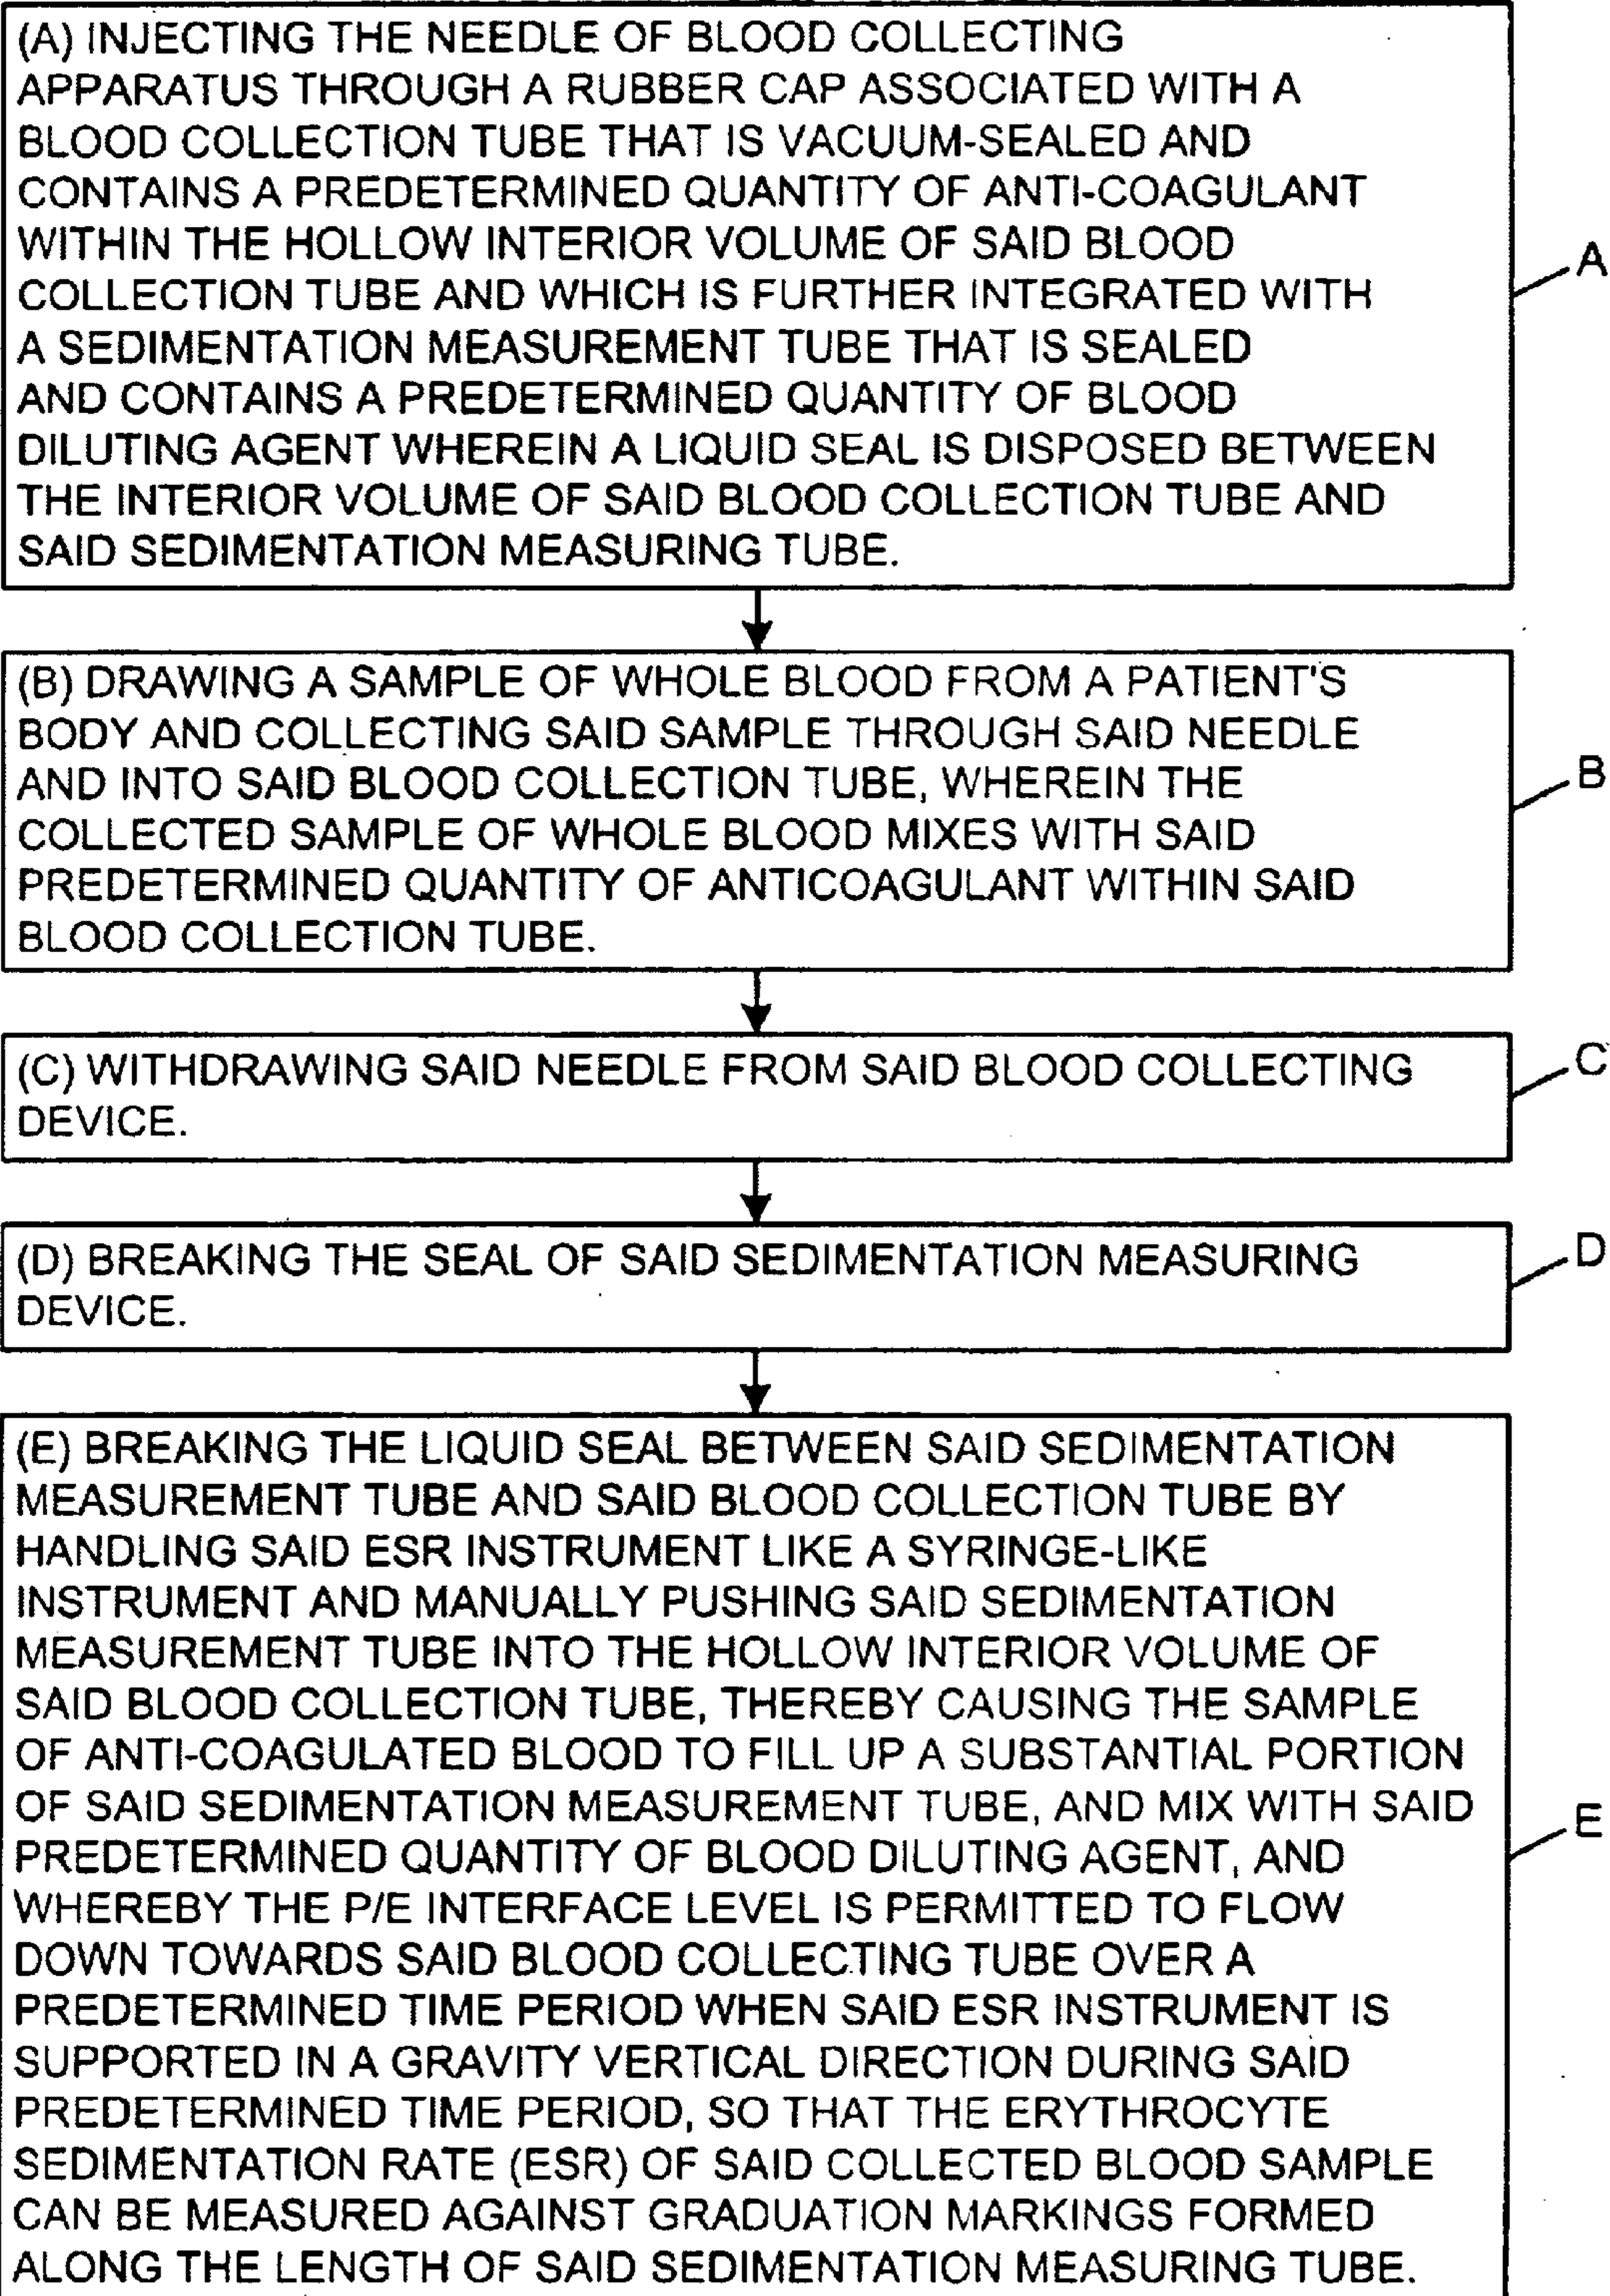 (A) INJECTING THE NEEDLE OF BLOOD COLLECTING
APPARATUS THROUGH A RUBBER CAP ASSOCIATED WITH A
BLOOD COLLECTION TUBE THAT IS VACUUM-SEALED AND
CONTAINS A PREDETERMINED QUANTITY OF ANTI-COAGULANT
WITHIN THE HOLLOW INTERIOR VOLUME OF SAID BLOOD
COLLECTION TUBE AND WHICH IS FURTHER INTEGRATED WITH
A SEDIMENTATION MEASUREMENT TUBE THAT IS SEALED
AND CONTAINS A PREDETERMINED QUANTITY OF BLOOD
DILUTING AGENT WHEREIN A LIQUID SEAL IS DISPOSED BETWEEN
THE INTERIOR VOLUME OF SAID BLOOD COLLECTION TUBE AND
SAID SEDIMENTATION MEASURING TUBE.
A
(B) DRAWING A SAMPLE OF WHOLE BLOOD FROM A PATIENT'S
BODY AND COLLECTING SAID SAMPLE THROUGH SAID NEEDLE
AND INTO SAID BLOOD COLLECTION TUBE, WHEREIN THE
COLLECTED SAMPLE OF WHOLE BLOOD MIXES WITH SAID
PREDETERMINED QUANTITY OF ANTICOAGULANT WITHIN SAID
BLOOD COLLECTION TUBE.
B
(C) WITHDRAWING SAID NEEDLE FROM SAID BLOOD COLLECTING
DEVICE.
C
(D) BREAKING THE SEAL OF SAID SEDIMENTATION MEASURING
DEVICE.
D
(E) BREAKING THE LIQUID SEAL BETWEEN SAID SEDIMENTATION
MEASUREMENT TUBE AND SAID BLOOD COLLECTION TUBE BY
HANDLING SAID ESR INSTRUMENT LIKE A SYRINGE-LIKE
INSTRUMENT AND MANUALLY PUSHING SAID SEDIMENTATION
MEASUREMENT TUBE INTO THE HOLLOW INTERIOR VOLUME OF
SAID BLOOD COLLECTION TUBE, THEREBY CAUSING THE SAMPLE
OF ANTI-COAGULATED BLOOD TO FILL UP A SUBSTANTIAL PORTION
OF SAID SEDIMENTATION MEASUREMENT TUBE, AND MIX WITH SAID
PREDETERMINED QUANTITY OF BLOOD DILUTING AGENT, AND
WHEREBY THE P/E INTERFACE LEVEL IS PERMITTED TO FLOW
DOWN TOWARDS SAID BLOOD COLLECTING TUBE OVER A
PREDETERMINED TIME PERIOD WHEN SAID ESR INSTRUMENT IS
SUPPORTED IN A GRAVITY VERTICAL DIRECTION DURING SAID
PREDETERMINED TIME PERIOD, SO THAT THE ERYTHROCYTE
SEDIMENTATION RATE (ESR) OF SAID COLLECTED BLOOD SAMPLE
CAN BE MEASURED AGAINST GRADUATION MARKINGS FORMED
ALONG THE LENGTH OF SAID SEDIMENTATION MEASURING TUBE.
E